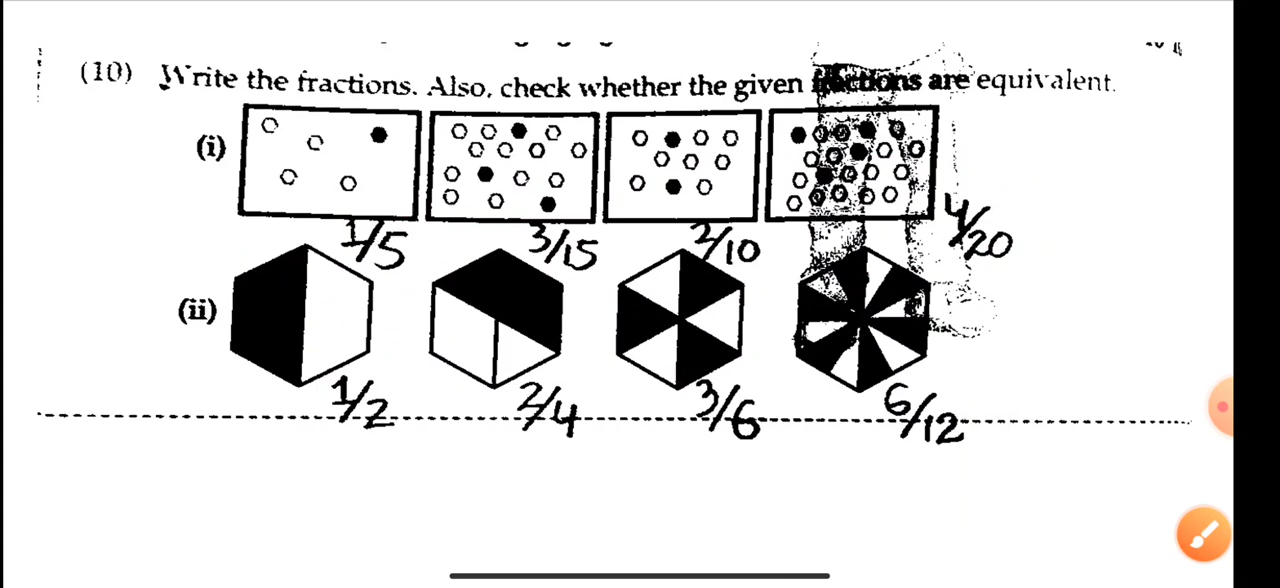 (10) Write the fractions. Also, check whether the given fractions are equivalent.
(i)
1/5 3/15 2/10 4/20
(ii)
1/2 2/4 3/6 6/12